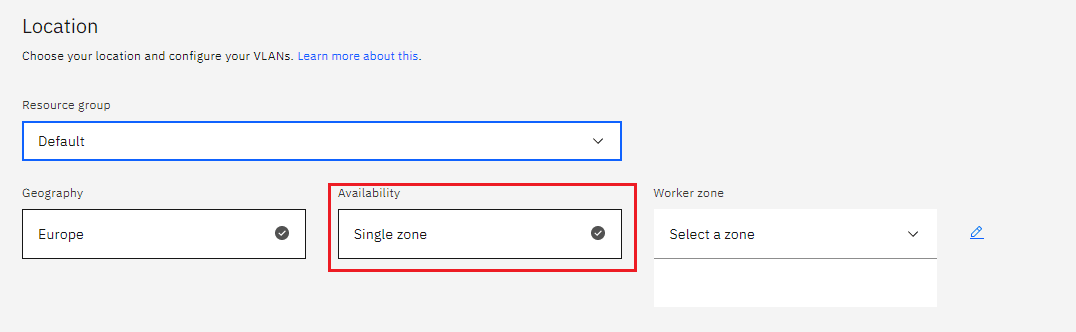 Location
Choose your location and configure your VLANs. Learn more about this.
Resource group
Default
Geography
Availability
Worker zone
Europe
Single zone
Select a zone